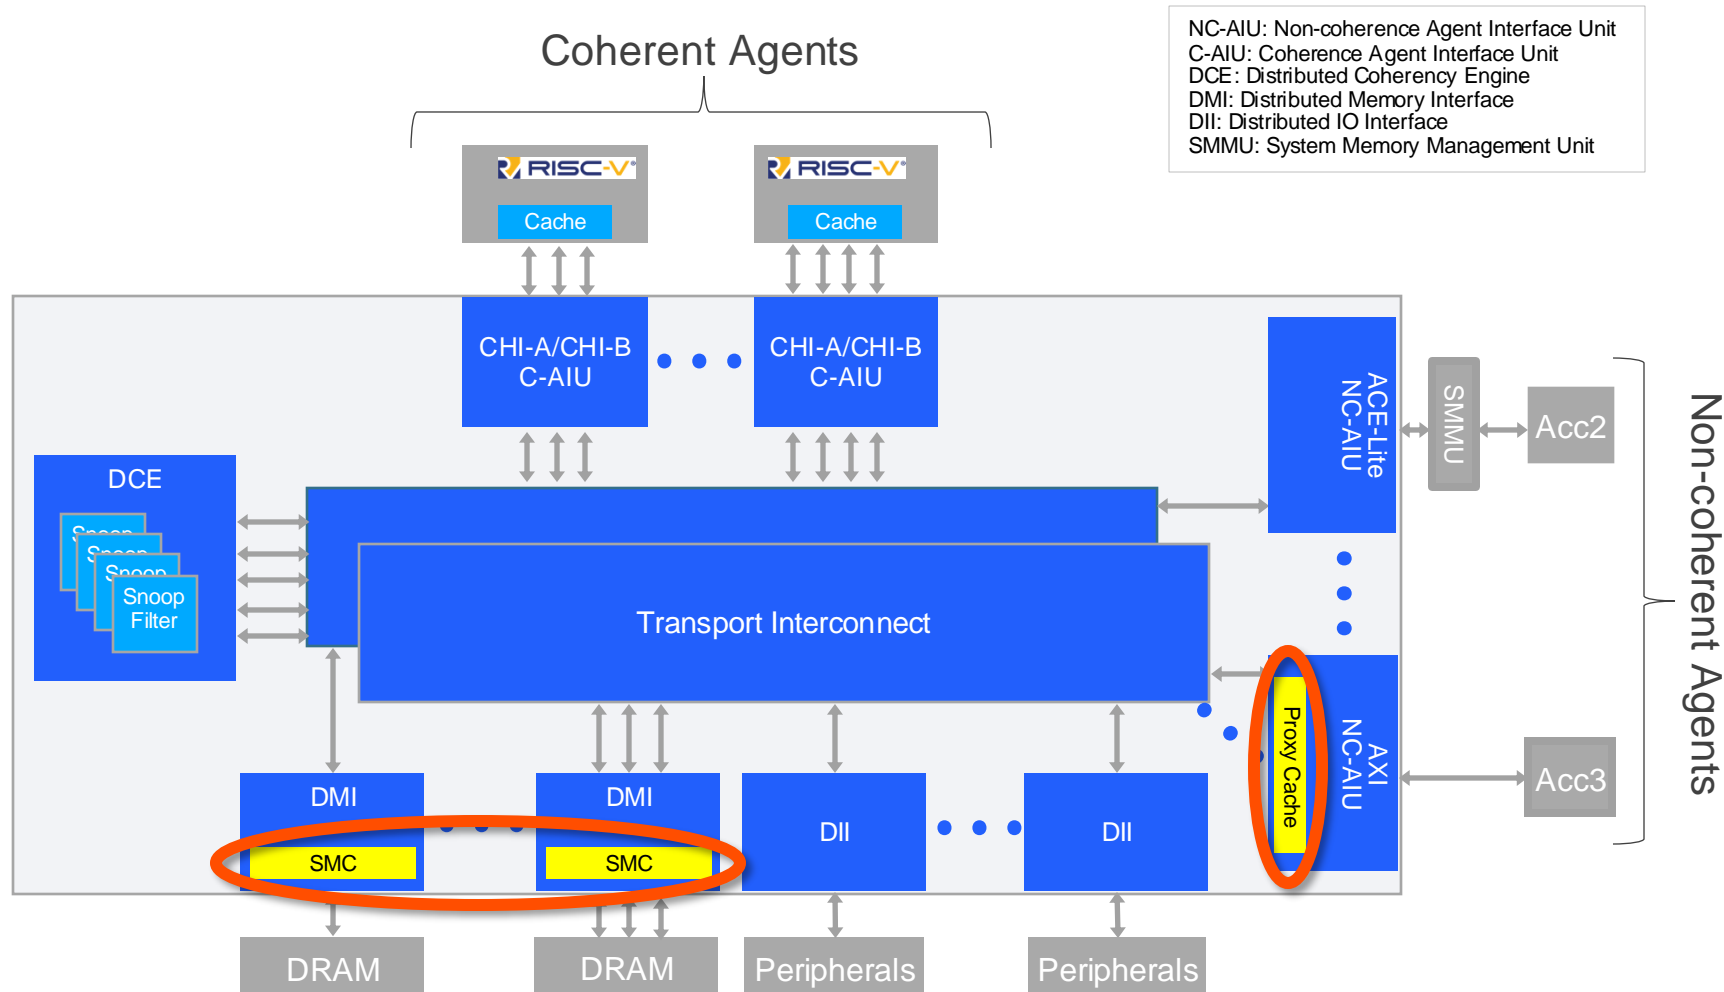 Coherent Agents
NC-AIU: Non-coherence Agent Interface Unit
C-AIU: Coherence Agent Interface Unit
DCE: Distributed Coherency Engine
DMI: Distributed Memory Interface
DII: Distributed IO Interface
SMMU: System Memory Management Unit
RISC-V®
RISC-V®
Cache
Cache
CHI-A/CHI-B
C-AIU
CHI-A/CHI-B
C-AIU
ACE-Lite
NC-AIU
SMMU
Acc2
Non-coherent Agents
DCE
Snoop
Snoop
Snoop
Snoop
Filter
Transport Interconnect
Proxy Cache
AXI
NC-AIU
Acc3
DMI
SMC
DMI
SMC
DII
DII
DRAM
DRAM
Peripherals
Peripherals